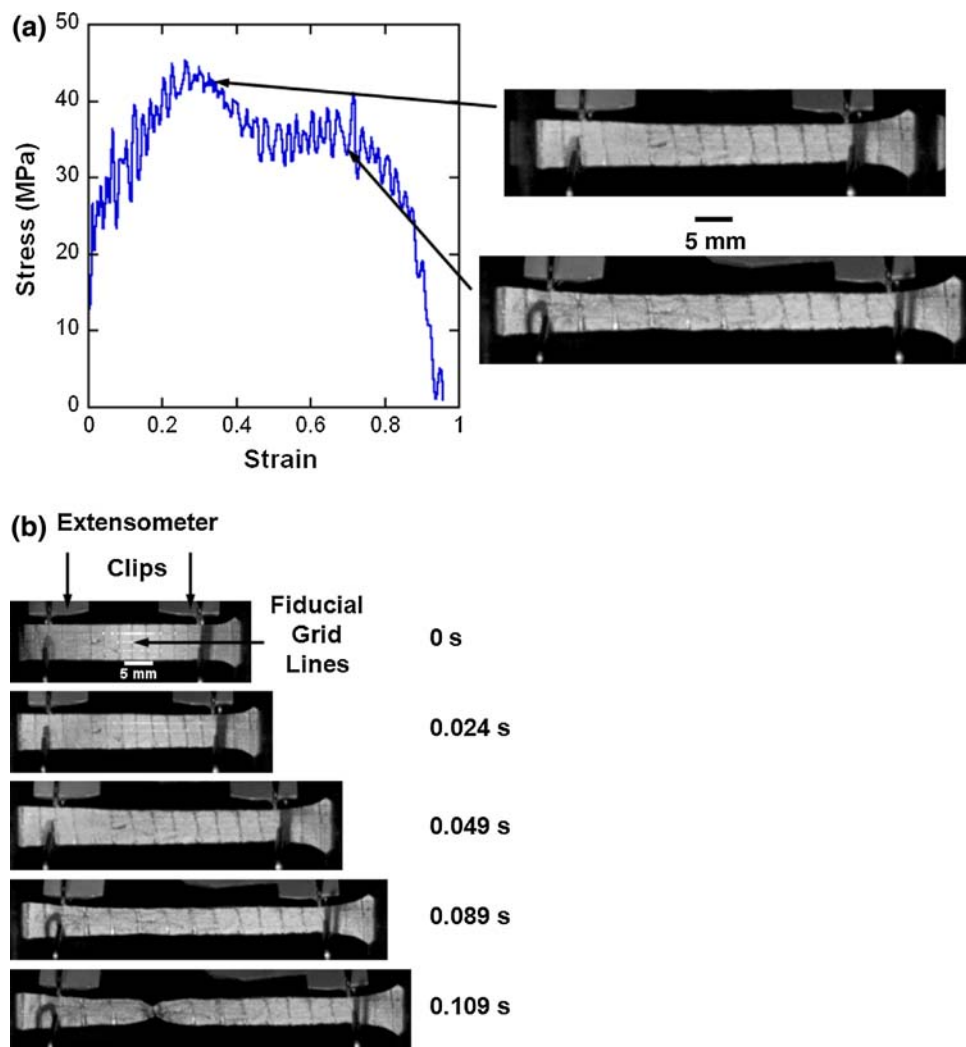 (a)
50
40
30
20
10
0
Stress (MPa)
0 0.2 0.4 0.6 0.8 1
Strain
5 mm
(b)
Extensometer
Clips
Fiducial
Grid
Lines
5 mm
0 s
0.024 s
0.049 s
0.089 s
0.109 s